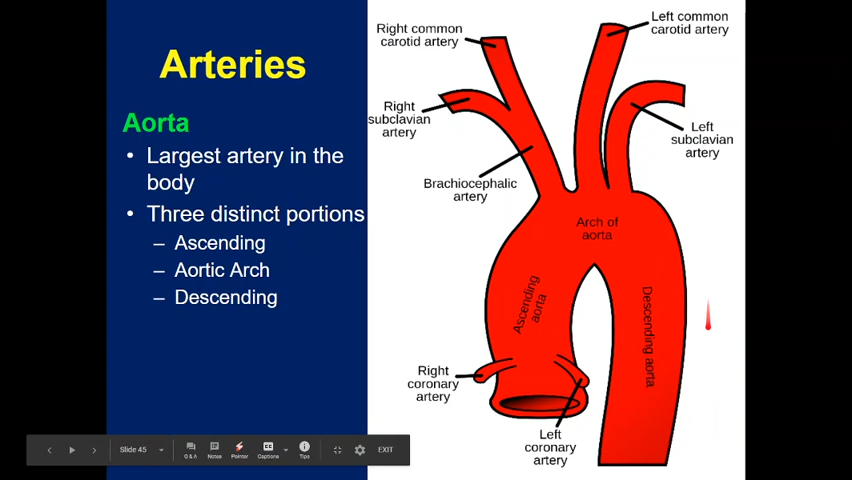 Arteries
Aorta
• Largest artery in the
body
• Three distinct portions
– Ascending
– Aortic Arch
– Descending
Right common
carotid artery
Left common
carotid artery
Right
subclavian
artery
Left
subclavian
artery
Brachiocephalic
artery
Arch of
aorta
Ascending
aorta
Descending aorta
Right
coronary
artery
Left
coronary
artery
Slide 45
Q & A
Notes
Pointer
CC
Captions
Tips
EXIT